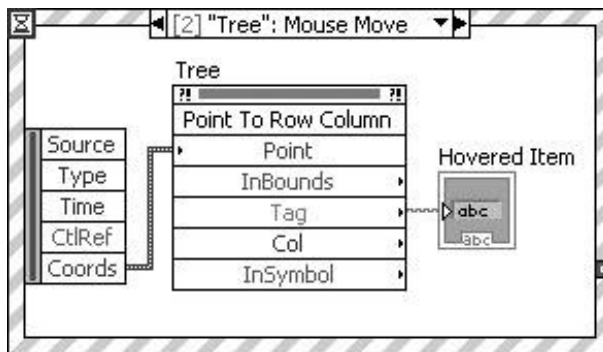 [2] "Tree": Mouse Move
Tree
?! ?!
Point To Row Column
Source
Type
Time
CtlRef
Coords
Point
InBounds
Tag
Col
InSymbol
Hovered Item
abc
abc